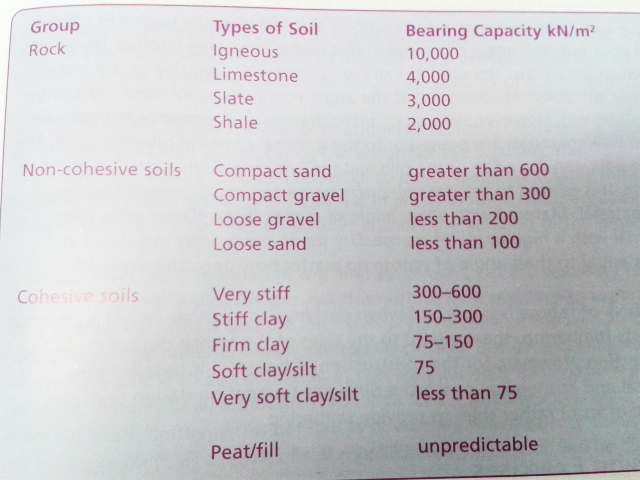 Group Types of Soil Bearing Capacity kN/m²
Rock Igneous 10,000
Limestone 4,000
Slate 3,000
Shale 2,000
Non-cohesive soils Compact sand greater than 600
Compact gravel greater than 300
Loose gravel less than 200
Loose sand less than 100
Cohesive soils Very stiff 300–600
Stiff clay 150–300
Firm clay 75–150
Soft clay/silt 75
Very soft clay/silt less than 75
Peat/fill unpredictable